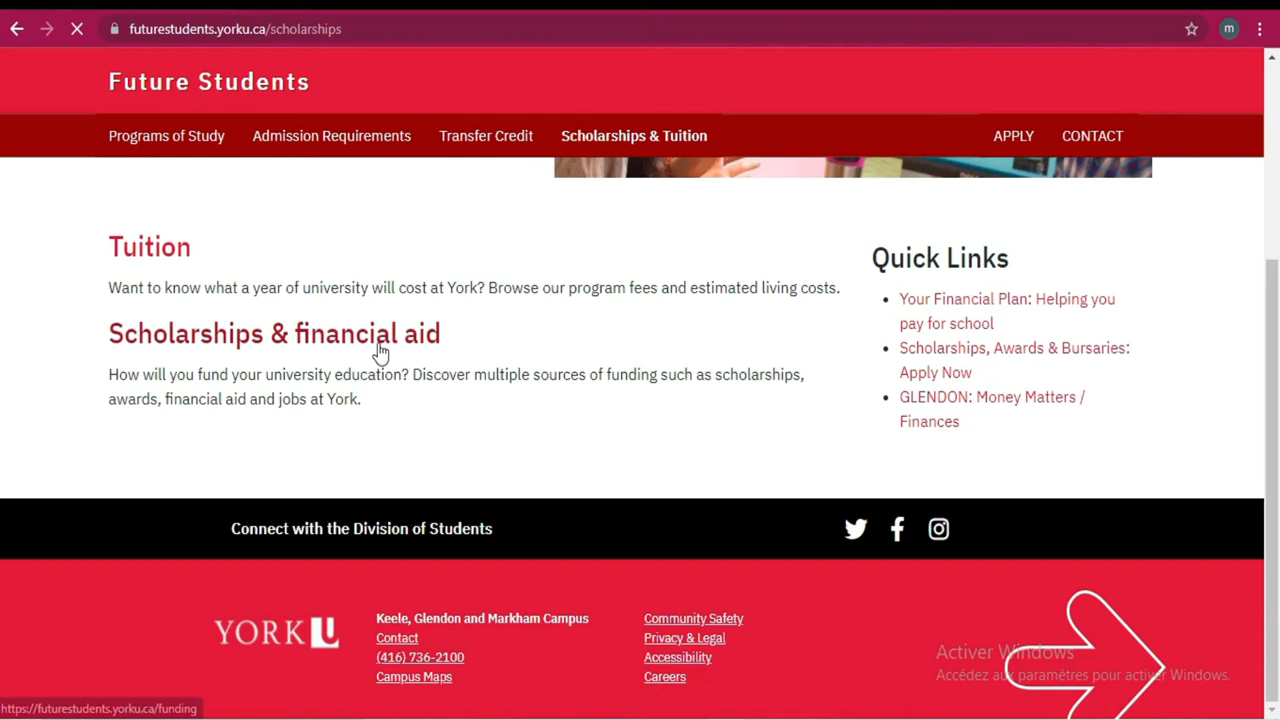 futurestudents.yorku.ca/scholarships
m
Future Students
Programs of Study Admission Requirements Transfer Credit Scholarships & Tuition APPLY CONTACT
Tuition
Want to know what a year of university will cost at York? Browse our program fees and estimated living costs.
Scholarships & financial aid
How will you fund your university education? Discover multiple sources of funding such as scholarships,
awards, financial aid and jobs at York.
Quick Links
Your Financial Plan: Helping you
pay for school
Scholarships, Awards & Bursaries:
Apply Now
GLENDON: Money Matters /
Finances
Connect with the Division of Students
YORK U
Keele, Glendon and Markham Campus
Contact
(416) 736-2100
Campus Maps
Community Safety
Privacy & Legal
Accessibility
Careers
Activer Windows
Accédez aux paramètres pour activer Windows.
https://futurestudents.yorku.ca/funding